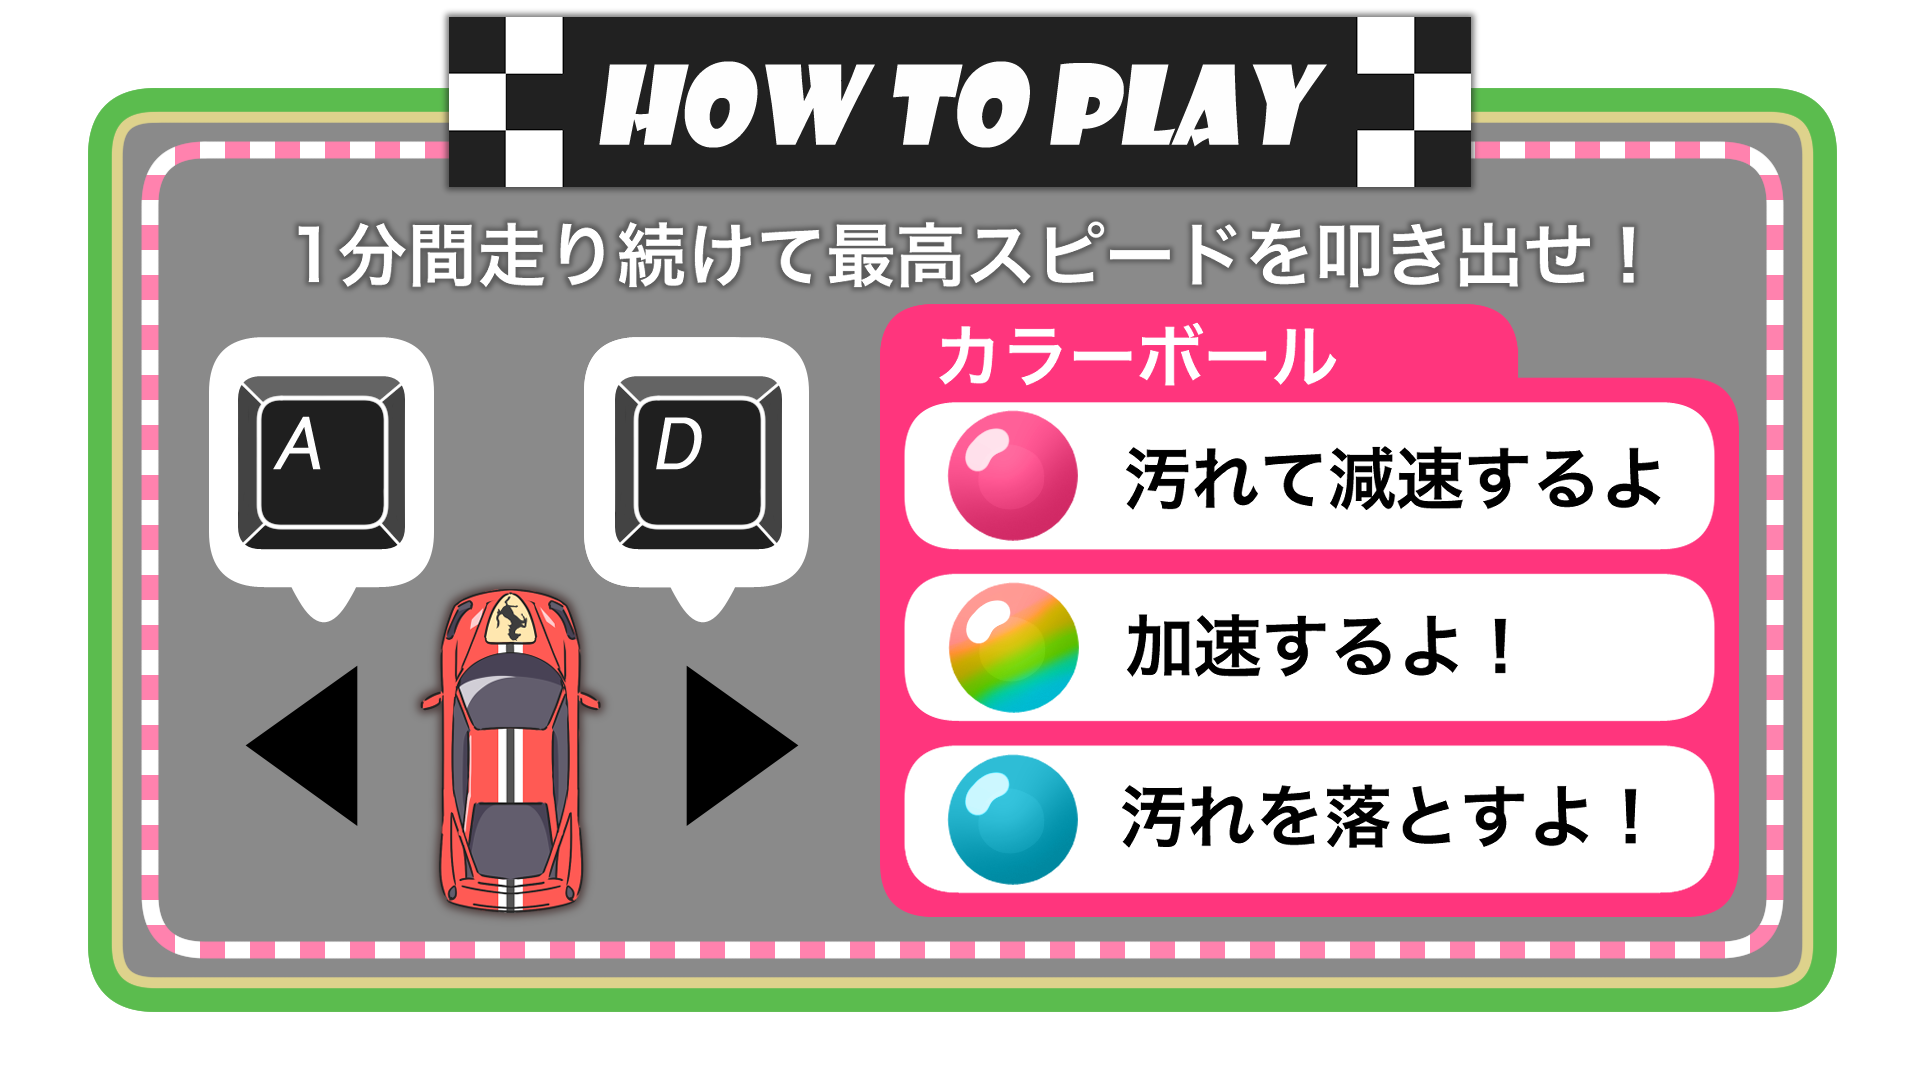 HOW TO PLAY
1分間走り続けて最高スピードを叩き出せ！
A
D
カラーボール
汚れて減速するよ
加速するよ！
汚れを落とすよ！